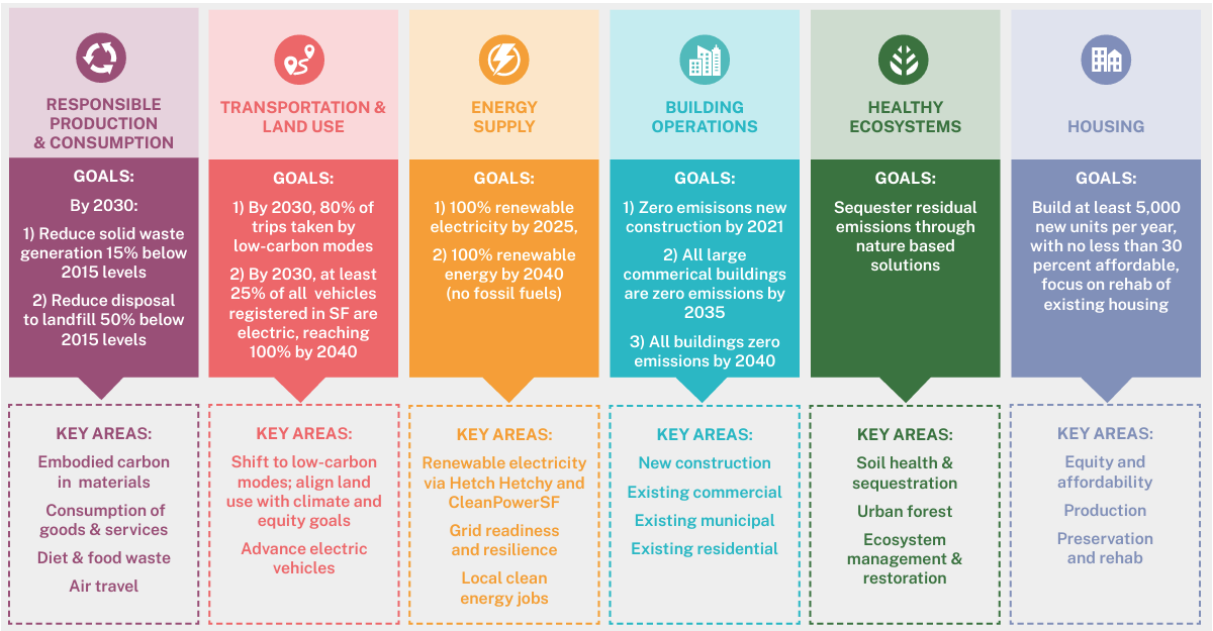 RESPONSIBLE
PRODUCTION
& CONSUMPTION
GOALS:
By 2030:
1) Reduce solid waste
generation 15% below
2015 levels
2) Reduce disposal
to landfill 50% below
2015 levels
KEY AREAS:
Embodied carbon
in materials
Consumption of
goods & services
Diet & food waste
Air travel
TRANSPORTATION &
LAND USE
GOALS:
1) By 2030, 80% of
trips taken by
low-carbon modes
2) By 2030, at least
25% of all vehicles
registered in SF are
electric, reaching
100% by 2040
KEY AREAS:
Shift to low-carbon
modes; align land
use with climate and
equity goals
Advance electric
vehicles
ENERGY
SUPPLY
GOALS:
1) 100% renewable
electricity by 2025,
2) 100% renewable
energy by 2040
(no fossil fuels)
KEY AREAS:
Renewable electricity
via Hetch Hetchy and
CleanPowerSF
Grid readiness
and resilience
Local clean
energy jobs
BUILDING
OPERATIONS
GOALS:
1) Zero emisisons new
construction by 2021
2) All large
commerical buildings
are zero emissions by
2035
3) All buildings zero
emissions by 2040
KEY AREAS:
New construction
Existing commercial
Existing municipal
Existing residential
HEALTHY
ECOSYSTEMS
GOALS:
Sequester residual
emissions through
nature based
solutions
KEY AREAS:
Soil health &
sequestration
Urban forest
Ecosystem
management &
restoration
HOUSING
GOALS:
Build at least 5,000
new units per year,
with no less than 30
percent affordable,
focus on rehab of
existing housing
KEY AREAS:
Equity and
affordability
Production
Preservation
and rehab